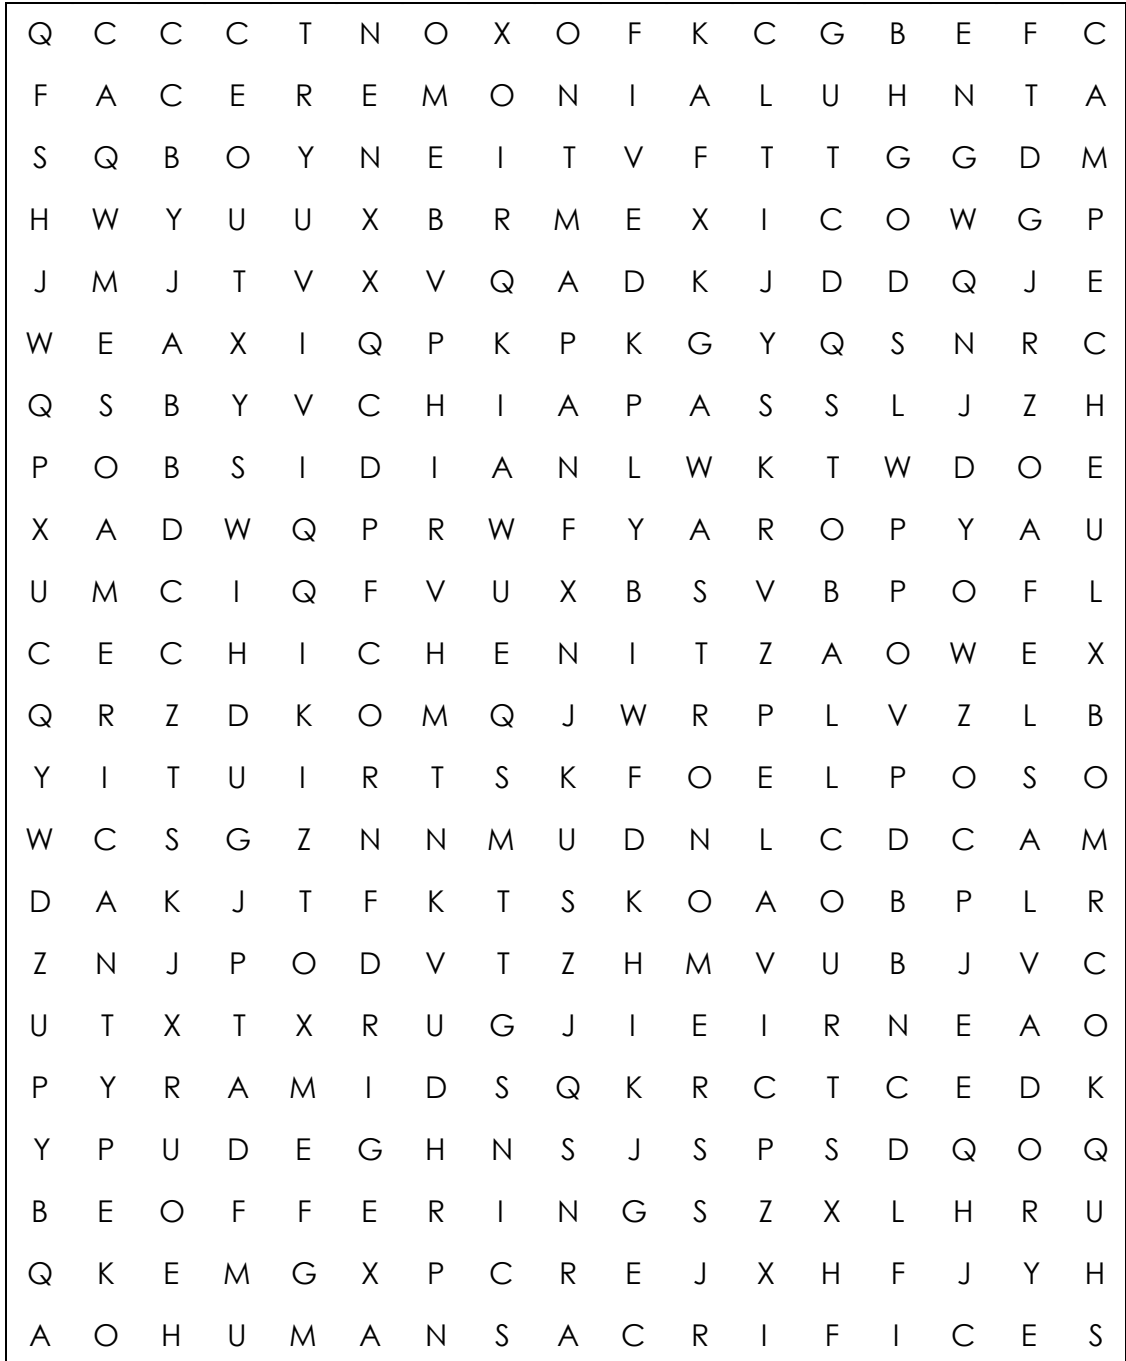 Q C C C T N O X O F K C G B E F C
F A C E R E M O N I A L U H N T A
S Q B O Y N E I T V F T T G G D M
H W Y U U X B R M E X I C O W G P
J M J T V X V Q A D K J D D Q J E
W E A X I Q P K P K G Y Q S N R C
Q S B Y V C H I A P A S S L J Z H
P O B S I D I A N L W K T W D O E
X A D W Q P R W F Y A R O P Y A U
U M C I Q F V U X B S V B P O F L
C E C H I C H E N I T Z A O W E X
Q R Z D K O M Q J W R P L V Z L B
Y I T U I R T S K F O E L P O S O
W C S G Z N N M U D N L C D C A M
D A K J T F K T S K O A O B P L R
Z N J P O D V T Z H M V U B J V C
U T X T X R U G J I E I R N E A O
P Y R A M I D S Q K R C T C E D K
Y P U D E G H N S J S P S D Q O Q
B E O F F E R I N G S Z X L H R U
Q K E M G X P C R E J X H F J Y H
A O H U M A N S A C R I F I C E S